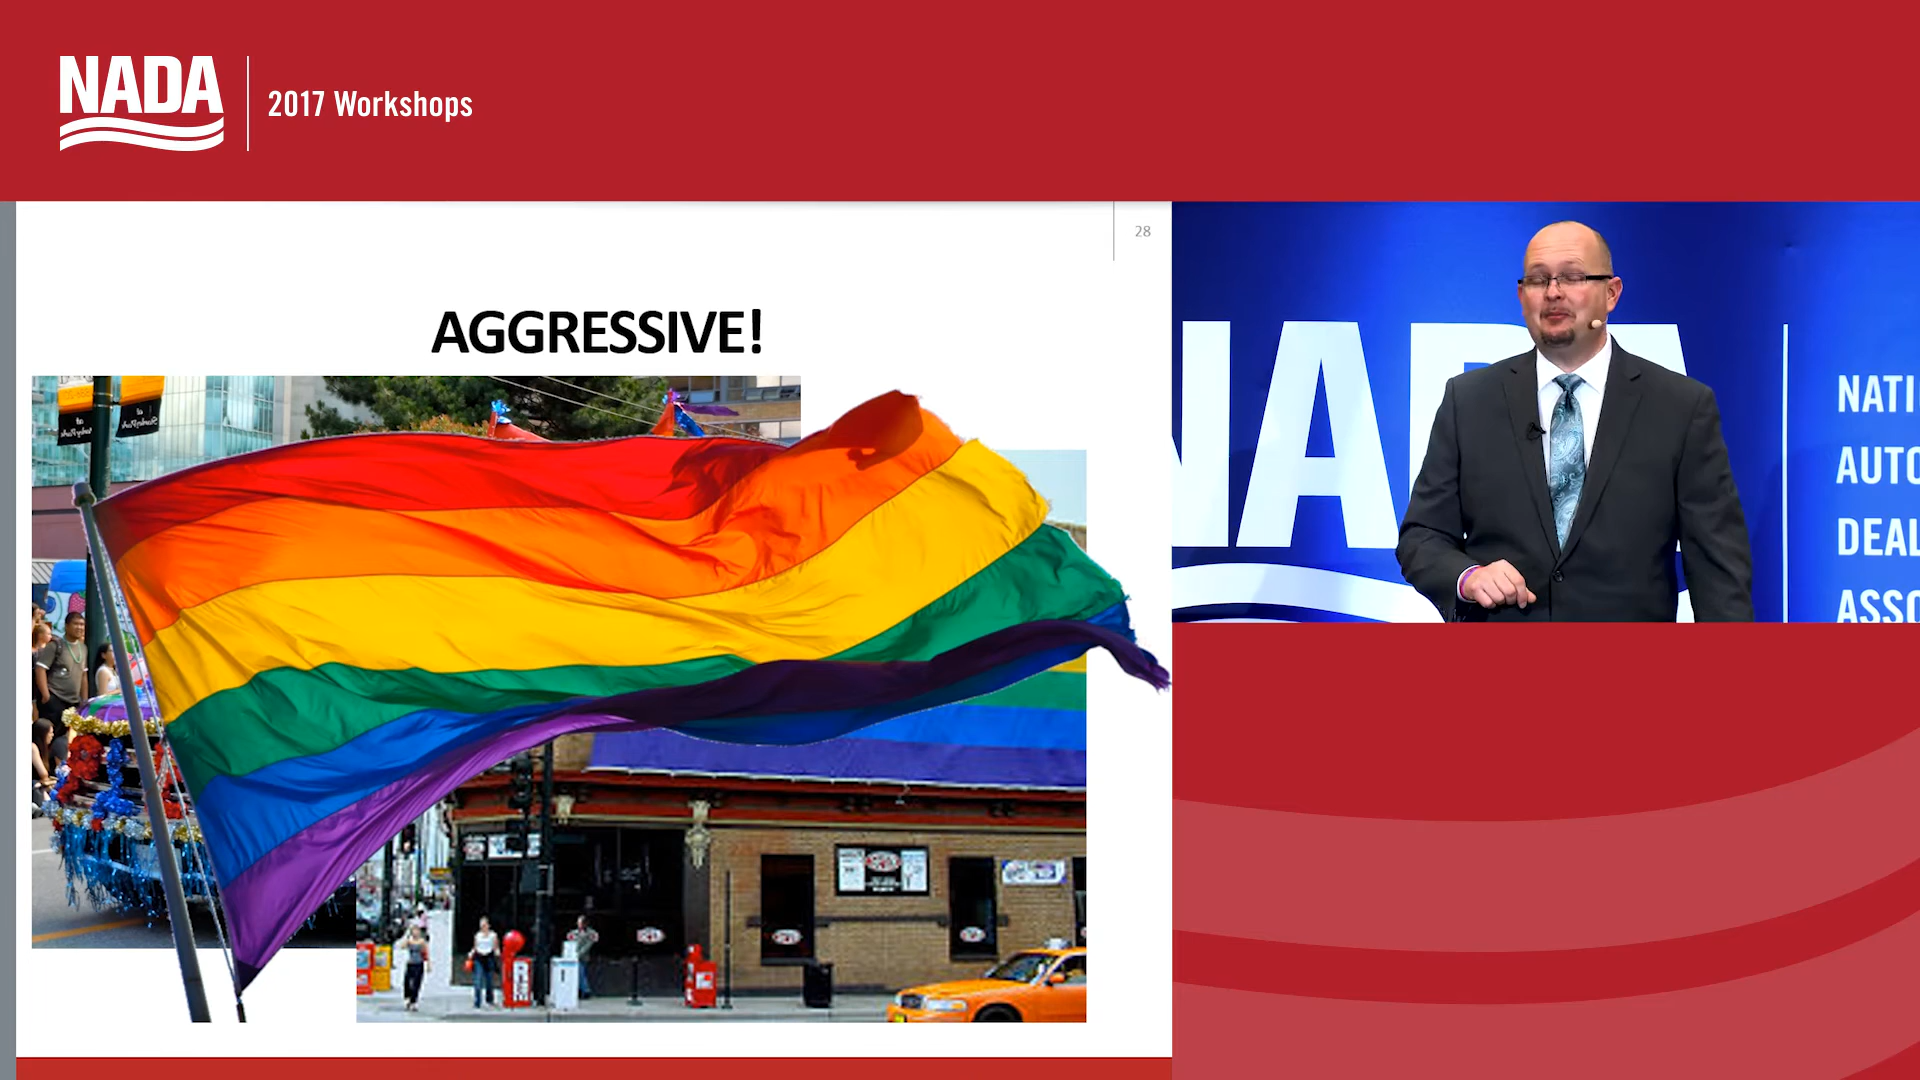 NADA
2017 Workshops
28
AGGRESSIVE!
NADA
NATI
AUTO
DEAL
ASSO